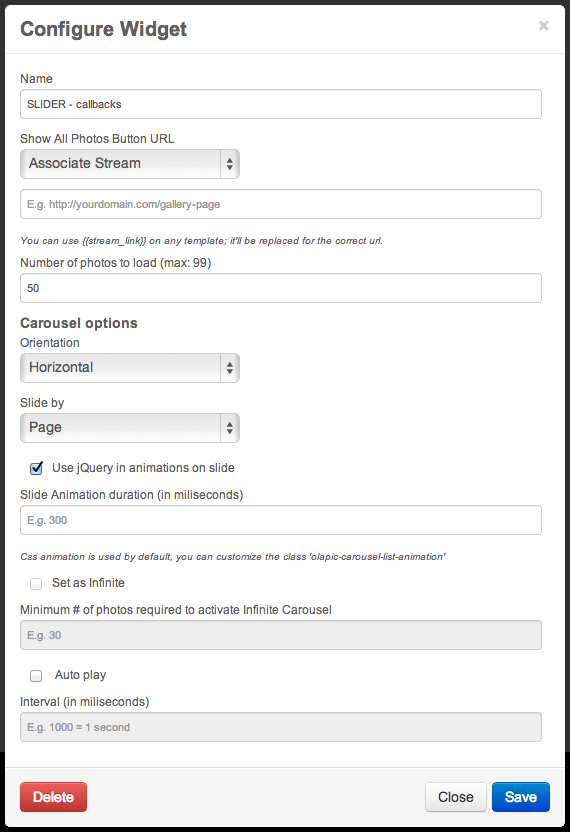 Configure Widget
×
Name
SLIDER - callbacks
Show All Photos Button URL
Associate Stream
E.g. http://yourdomain.com/gallery-page
You can use {{stream_link}} on any template; it'll be replaced for the correct url.
Number of photos to load (max: 99)
50
Carousel options
Orientation
Horizontal
Slide by
Page
Use jQuery in animations on slide
Slide Animation duration (in miliseconds)
E.g. 300
Css animation is used by default, you can customize the class 'olapic-carousel-list-animation'
Set as Infinite
Minimum # of photos required to activate Infinite Carousel
E.g. 30
Auto play
Interval (in miliseconds)
E.g. 1000 = 1 second
Delete Close Save